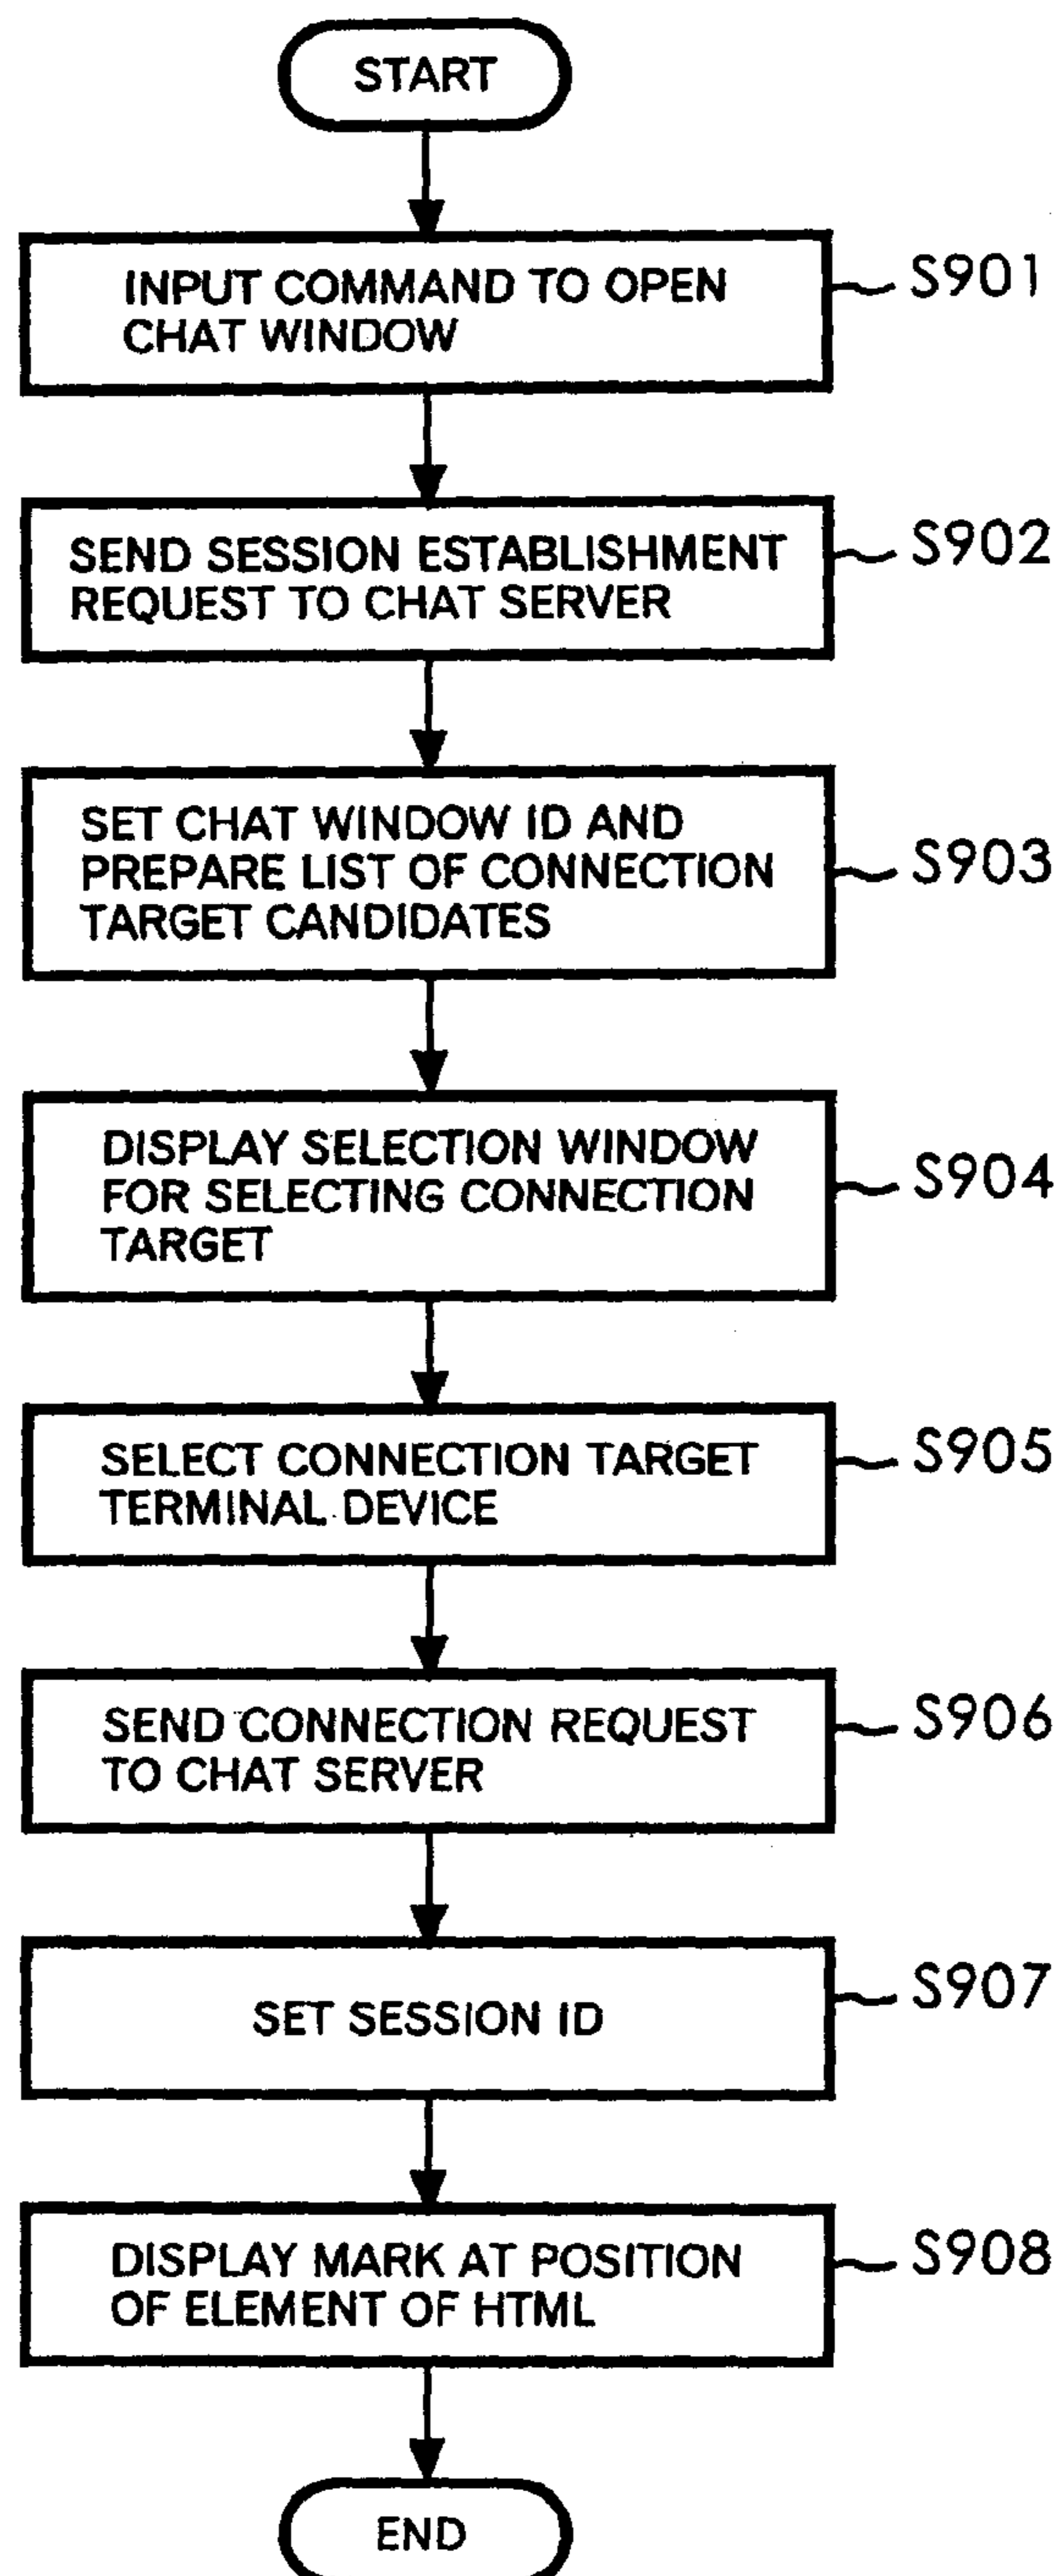 START
INPUT COMMAND TO OPEN
CHAT WINDOW
S901
SEND SESSION ESTABLISHMENT
REQUEST TO CHAT SERVER
S902
SET CHAT WINDOW ID AND
PREPARE LIST OF CONNECTION
TARGET CANDIDATES
S903
DISPLAY SELECTION WINDOW
FOR SELECTING CONNECTION
TARGET
S904
SELECT CONNECTION TARGET
TERMINAL DEVICE
S905
SEND CONNECTION REQUEST
TO CHAT SERVER
S906
SET SESSION ID
S907
DISPLAY MARK AT POSITION
OF ELEMENT OF HTML
S908
END